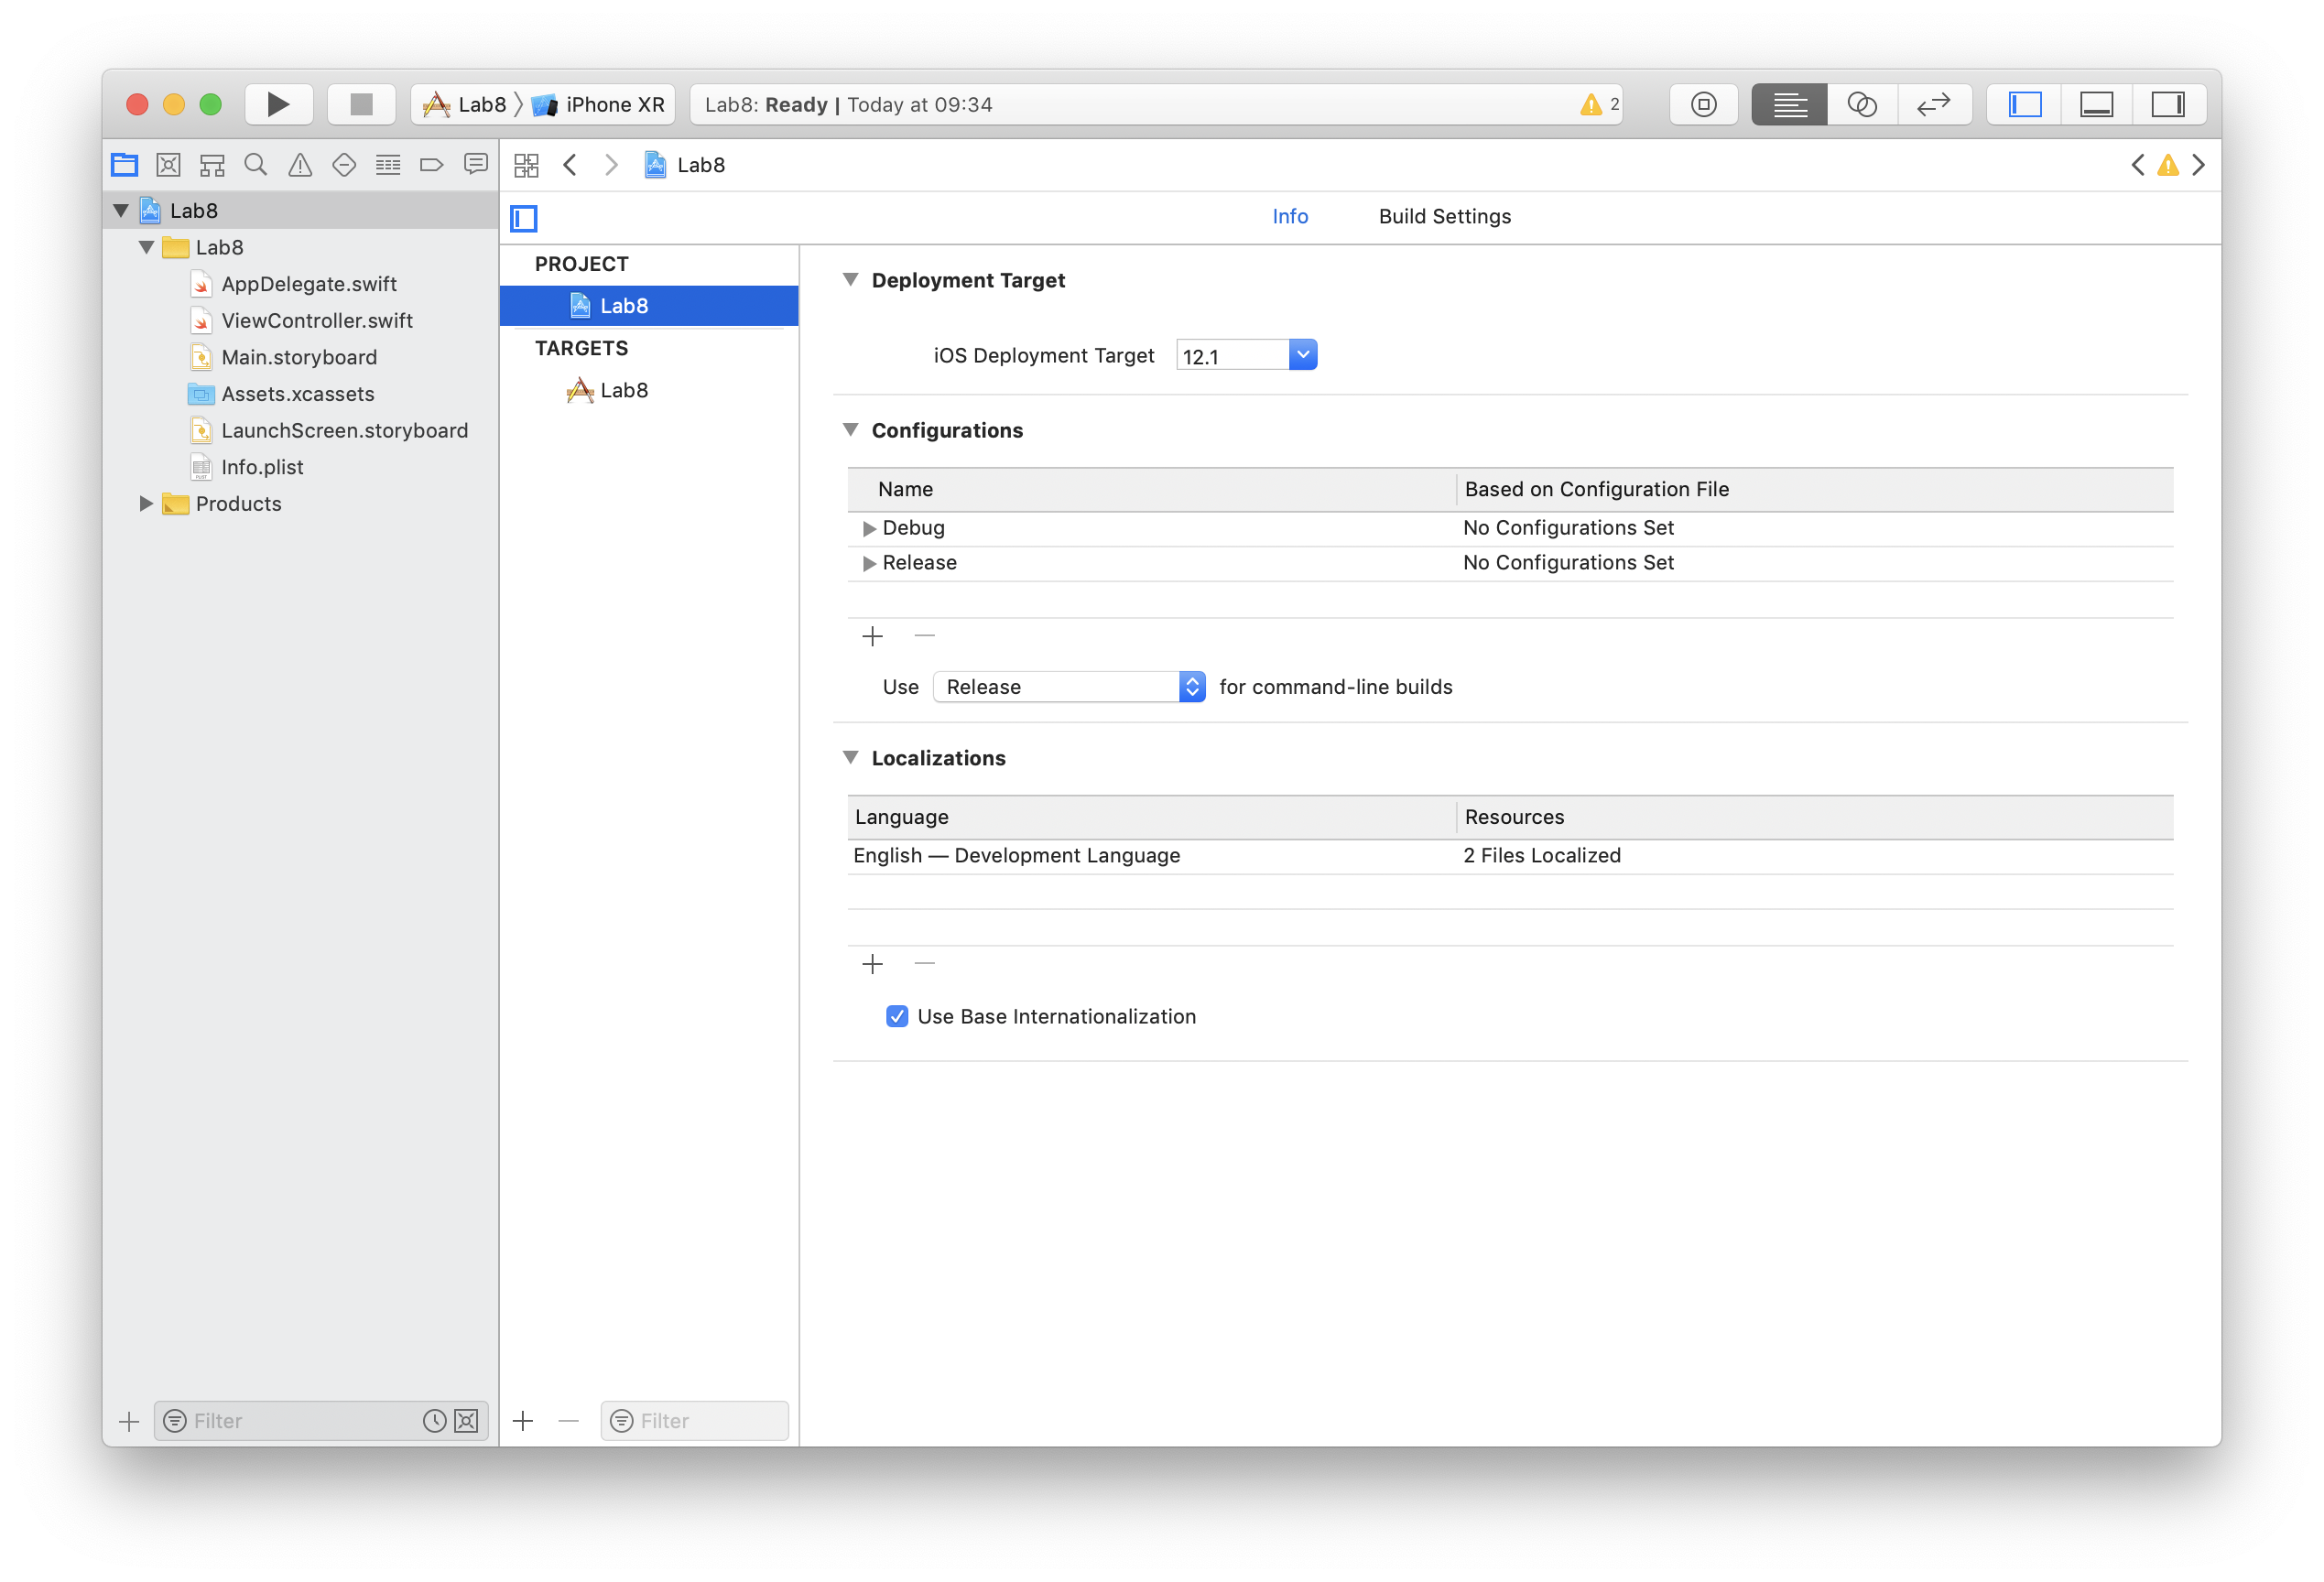 Lab8 iPhone XR Lab8: Ready | Today at 09:34 2
Lab8
Lab8
Lab8
AppDelegate.swift
ViewController.swift
Main.storyboard
Assets.xcassets
LaunchScreen.storyboard
Info.plist
Products
Filter
Info Build Settings
PROJECT
Lab8
TARGETS
Lab8
Filter
Deployment Target
iOS Deployment Target 12.1
Configurations
Name Based on Configuration File
Debug No Configurations Set
Release No Configurations Set
Use Release for command-line builds
Localizations
Language Resources
English — Development Language 2 Files Localized
Use Base Internationalization